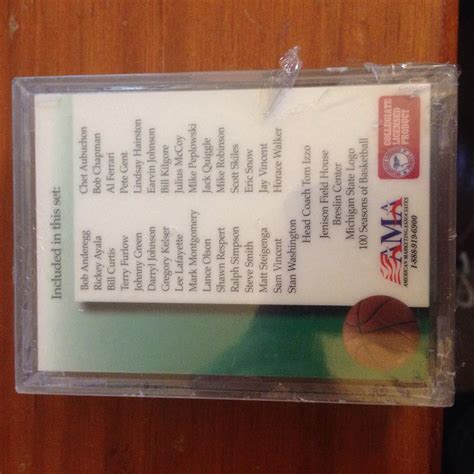 Included in this set:
Bob Anderegg
Rickey Ayala
Bill Curtis
Terry Furlow
Johnny Green
Darryl Johnson
Gregory Kelser
Lee Lafayette
Mark Montgomery
Lance Olson
Shawn Respert
Ralph Simpson
Steve Smith
Matt Steigenga
Sam Vincent
Stan Washington
Chet Aubuchon
Bob Chapman
Al Ferrari
Pete Gent
Lindsay Hairston
Earvin Johnson
Bill Kilgore
Julius McCoy
Mike Peplowski
Jack Quiggle
Mike Robinson
Scott Skiles
Eric Snow
Jay Vincent
Horace Walker
Head Coach Tom Izzo
Jenison Field House
Breslin Center
Michigan State Logo
100 Seasons of Basketball
AMA
AMERICAN MARKETING ASSOCIATES
1-888-919-6900
COLLEGIATE
LICENSED
PRODUCT